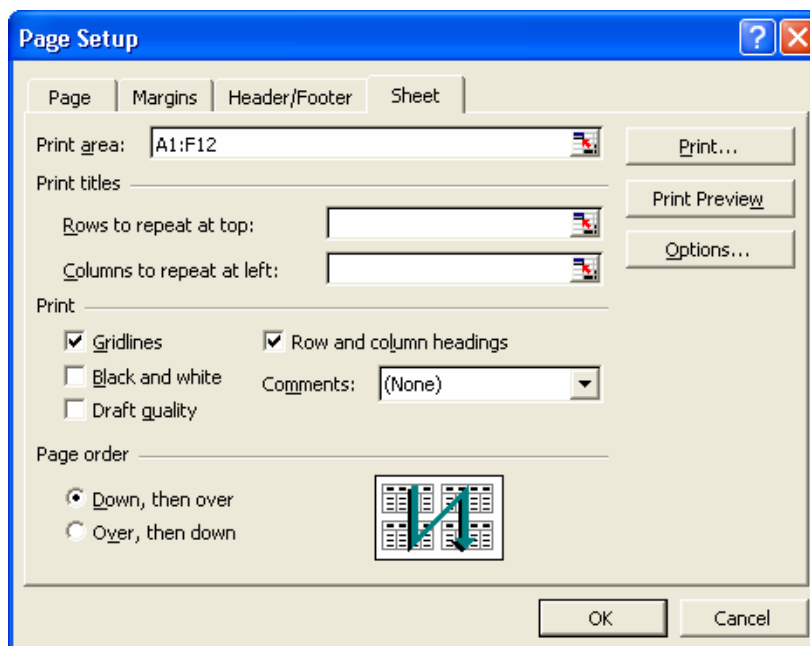 Page Setup
Page Margins Header/Footer Sheet
Print area: A1:F12 Print...
Print titles Print Preview
Rows to repeat at top: Options...
Columns to repeat at left:
Print
Gridlines Row and column headings
Black and white Comments: (None)
Draft quality
Page order
Down, then over
Over, then down
OK Cancel